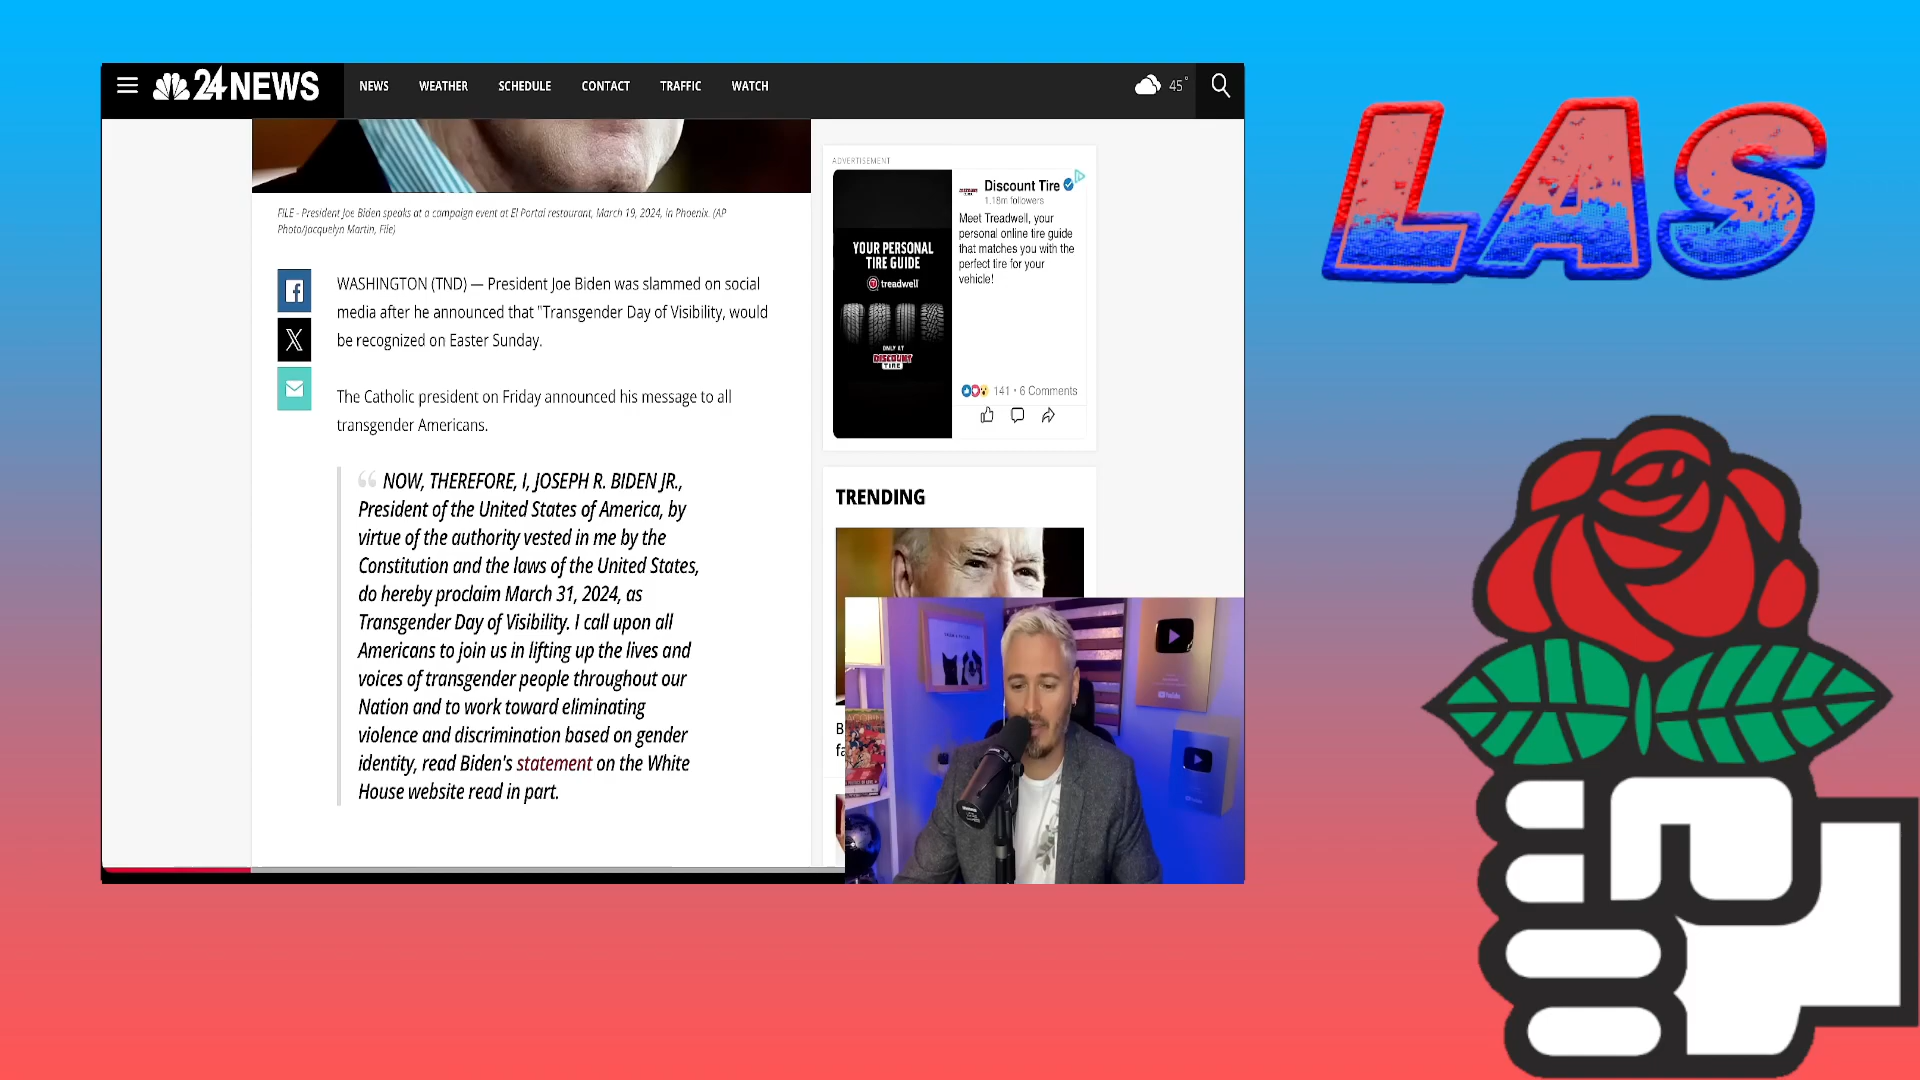 24 NEWS
NEWS WEATHER SCHEDULE CONTACT TRAFFIC WATCH
45°
LAS
FILE - President Joe Biden speaks at a campaign event at El Portal restaurant, March 19, 2024, in Phoenix. (AP
Photo/Jacquelyn Martin, File)
WASHINGTON (TND) — President Joe Biden was slammed on social
media after he announced that "Transgender Day of Visibility, would
be recognized on Easter Sunday.
The Catholic president on Friday announced his message to all
transgender Americans.
NOW, THEREFORE, I, JOSEPH R. BIDEN JR.,
President of the United States of America, by
virtue of the authority vested in me by the
Constitution and the laws of the United States,
do hereby proclaim March 31, 2024, as
Transgender Day of Visibility. I call upon all
Americans to join us in lifting up the lives and
voices of transgender people throughout our
Nation and to work toward eliminating
violence and discrimination based on gender
identity, read Biden's statement on the White
House website read in part.
ADVERTISEMENT
YOUR PERSONAL
TIRE GUIDE
treadwell
ONLY AT
DISCOUNT
TIRE
Discount Tire
1.18m followers
Meet Treadwell, your
personal online tire guide
that matches you with the
perfect tire for your
vehicle!
141 • 6 Comments
TRENDING
B
fa
YouTube